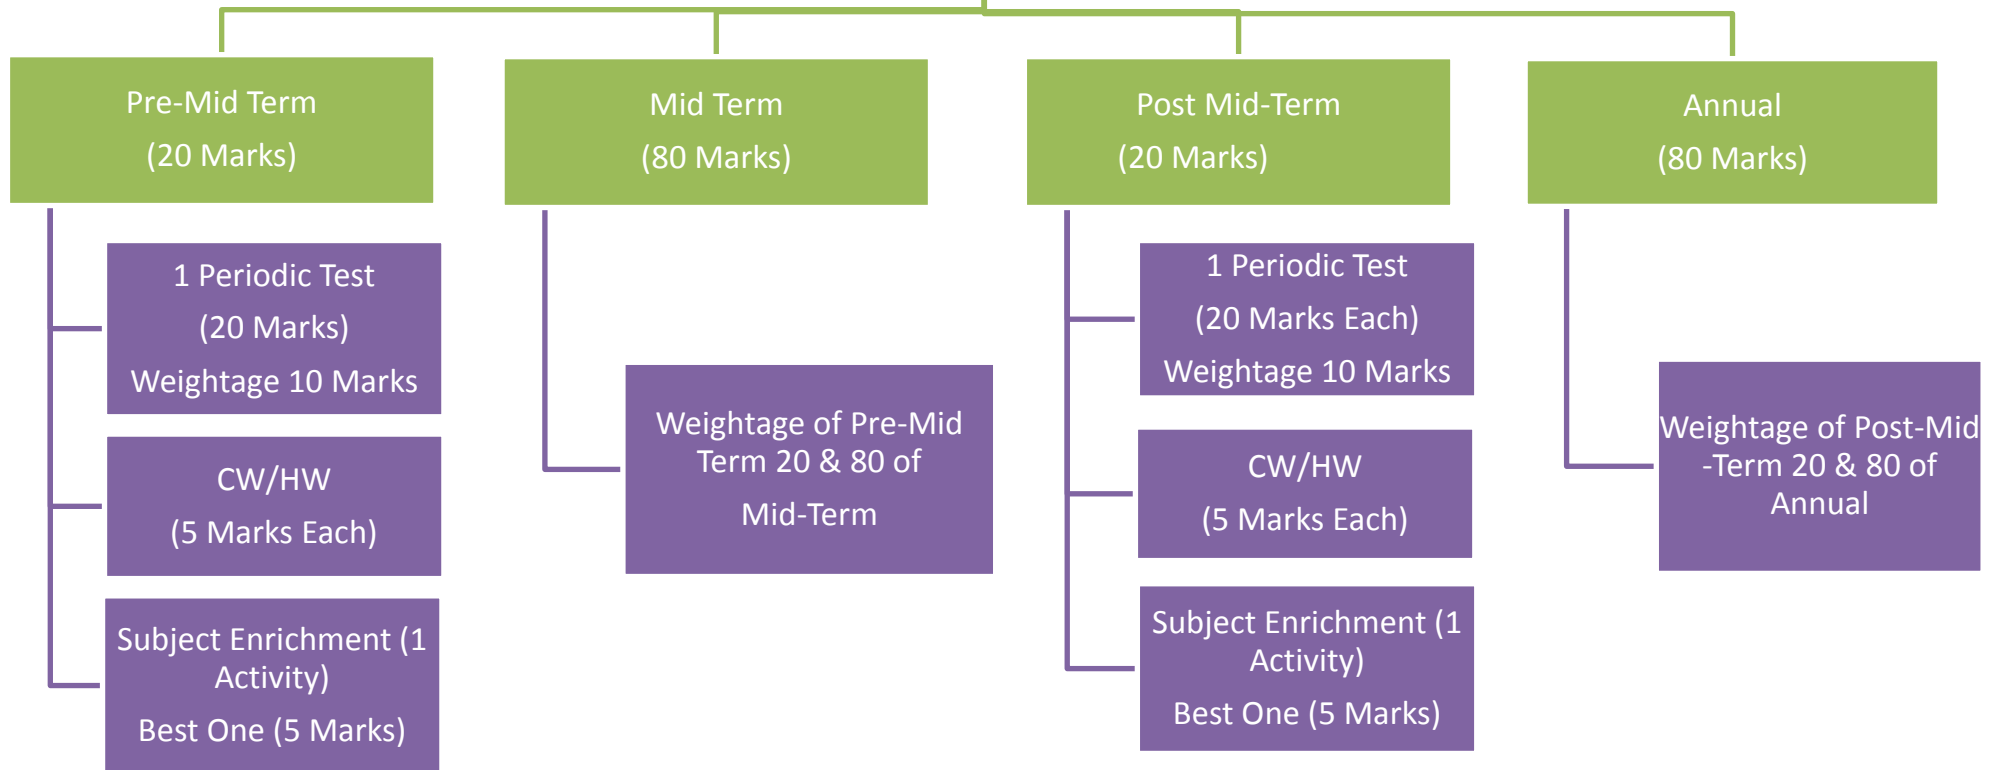 Pre-Mid Term
(20 Marks)
Mid Term
(80 Marks)
Post Mid-Term
(20 Marks)
Annual
(80 Marks)
1 Periodic Test
(20 Marks)
Weightage 10 Marks
CW/HW
(5 Marks Each)
Subject Enrichment (1
Activity)
Best One (5 Marks)
Weightage of Pre-Mid
Term 20 & 80 of
Mid-Term
1 Periodic Test
(20 Marks Each)
Weightage 10 Marks
CW/HW
(5 Marks Each)
Subject Enrichment (1
Activity)
Best One (5 Marks)
Weightage of Post-Mid
-Term 20 & 80 of
Annual